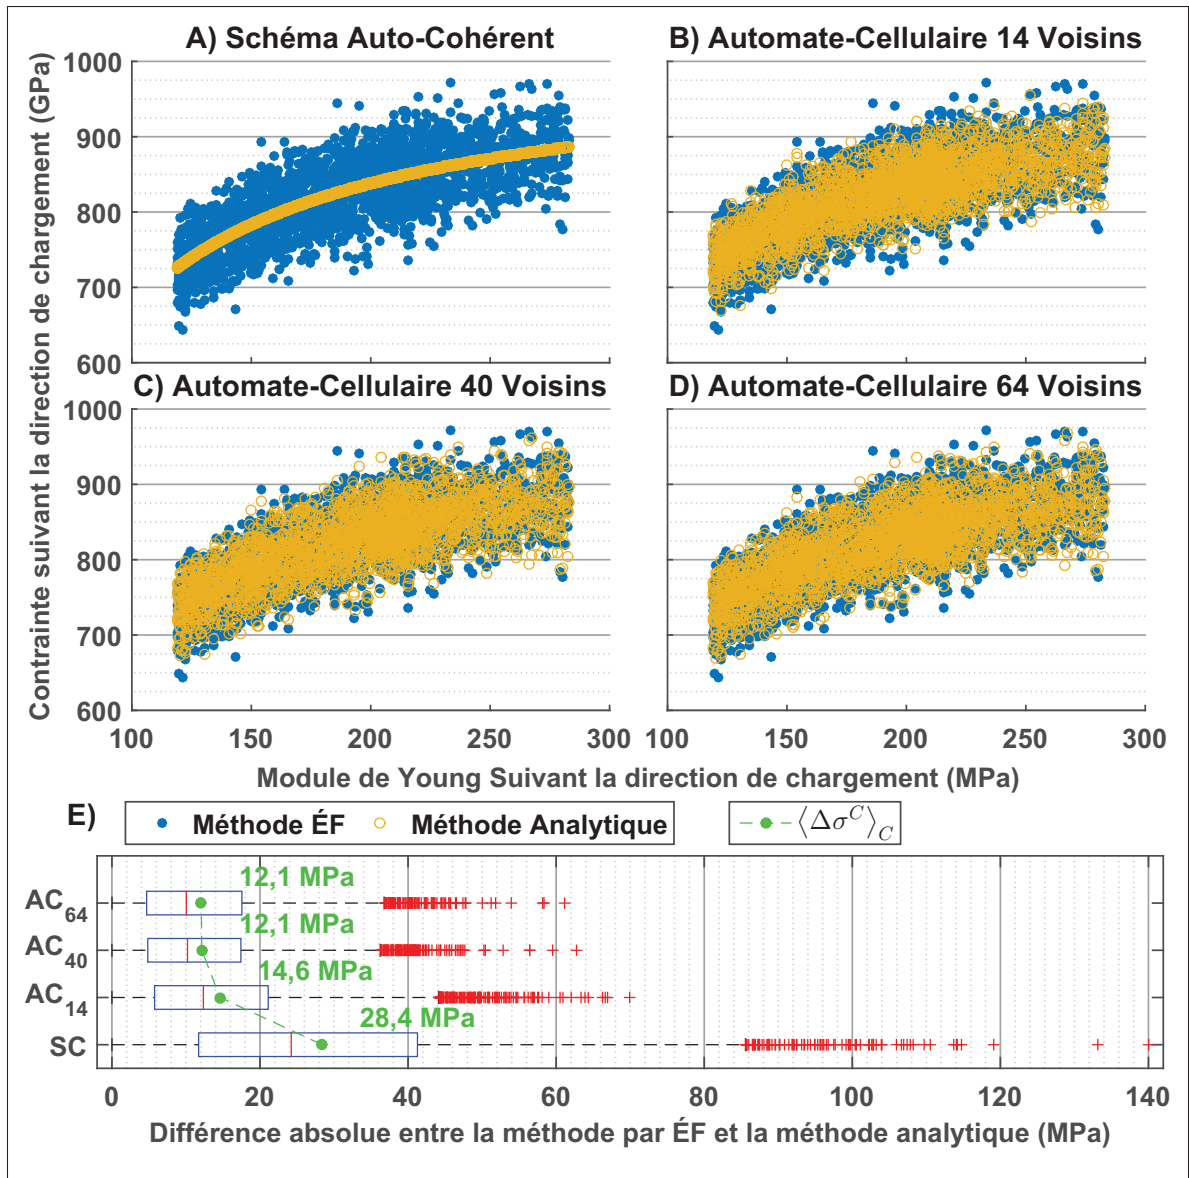 A) Schéma Auto-Cohérent
B) Automate-Cellulaire 14 Voisins
Contrainte suivant la direction de chargement (GPa)
1000
900
800
700
600
C) Automate-Cellulaire 40 Voisins
D) Automate-Cellulaire 64 Voisins
1000
900
800
700
600
100 150 200 250 300
100 150 200 250 300
Module de Young Suivant la direction de chargement (MPa)
E)
Méthode ÉF
Méthode Analytique
⟨Δσ^C⟩_C
AC_64
12,1 MPa
AC_40
12,1 MPa
AC_14
14,6 MPa
SC
28,4 MPa
0 20 40 60 80 100 120 140
Différence absolue entre la méthode par ÉF et la méthode analytique (MPa)